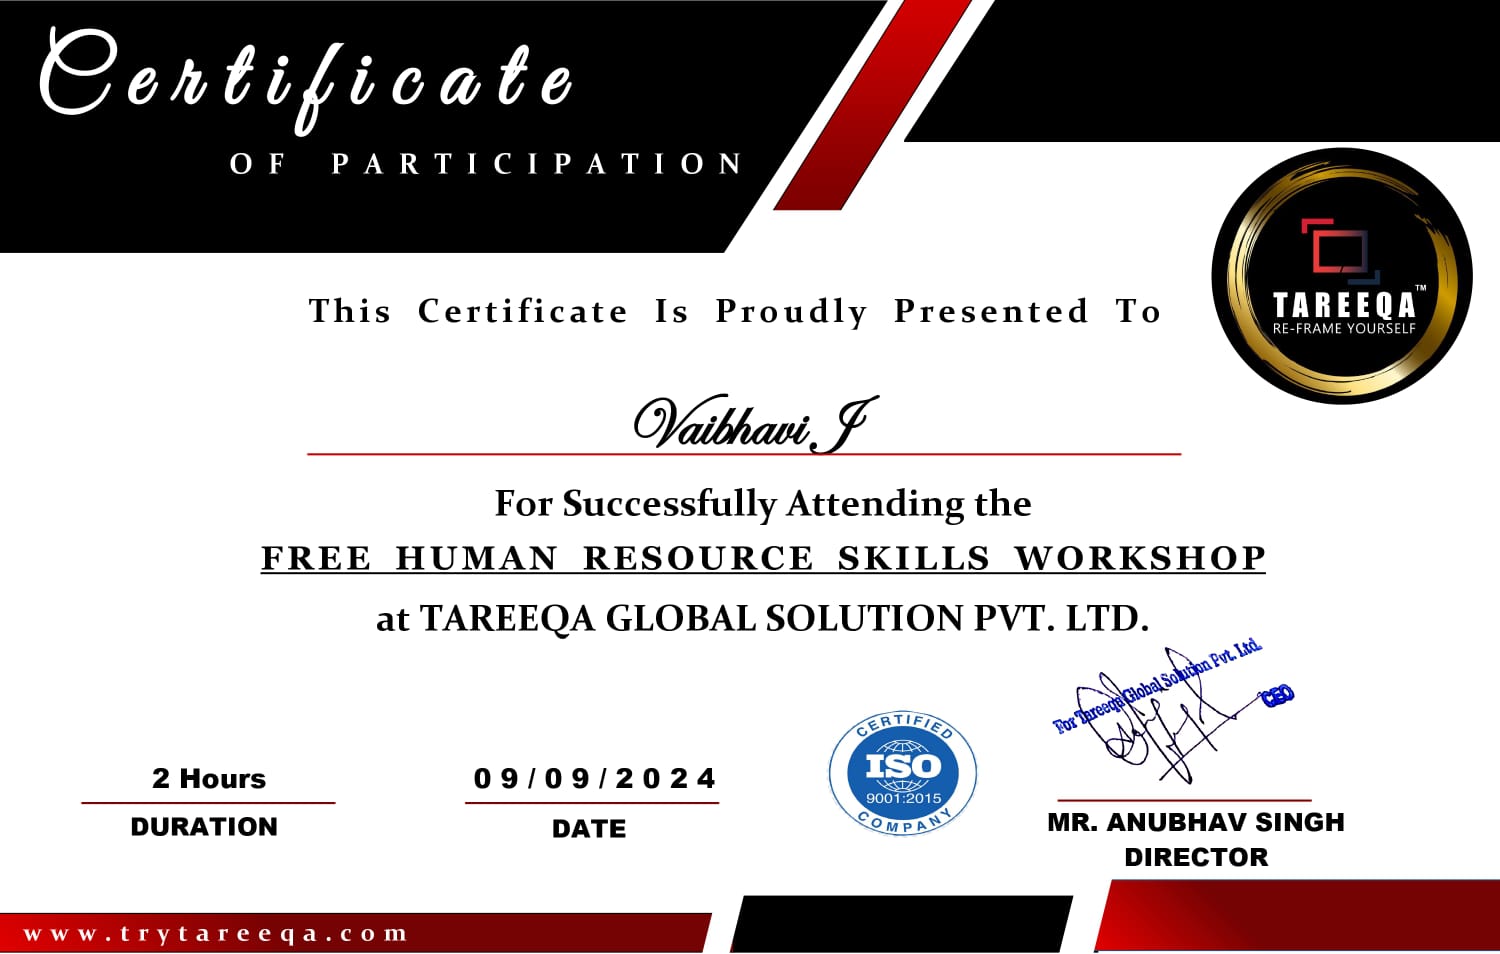 Certificate
OF PARTICIPATION
TAREEQA™
RE-FRAME YOURSELF
This Certificate Is Proudly Presented To
Vaibhavi J
For Successfully Attending the
FREE HUMAN RESOURCE SKILLS WORKSHOP
at TAREEQA GLOBAL SOLUTION PVT. LTD.
For Tareeqa Global Solution Pvt. Ltd.
CEO
CERTIFIED
ISO
9001:2015
COMPANY
2 Hours
DURATION
09/09/2024
DATE
MR. ANUBHAV SINGH
DIRECTOR
www.trytareeqa.com